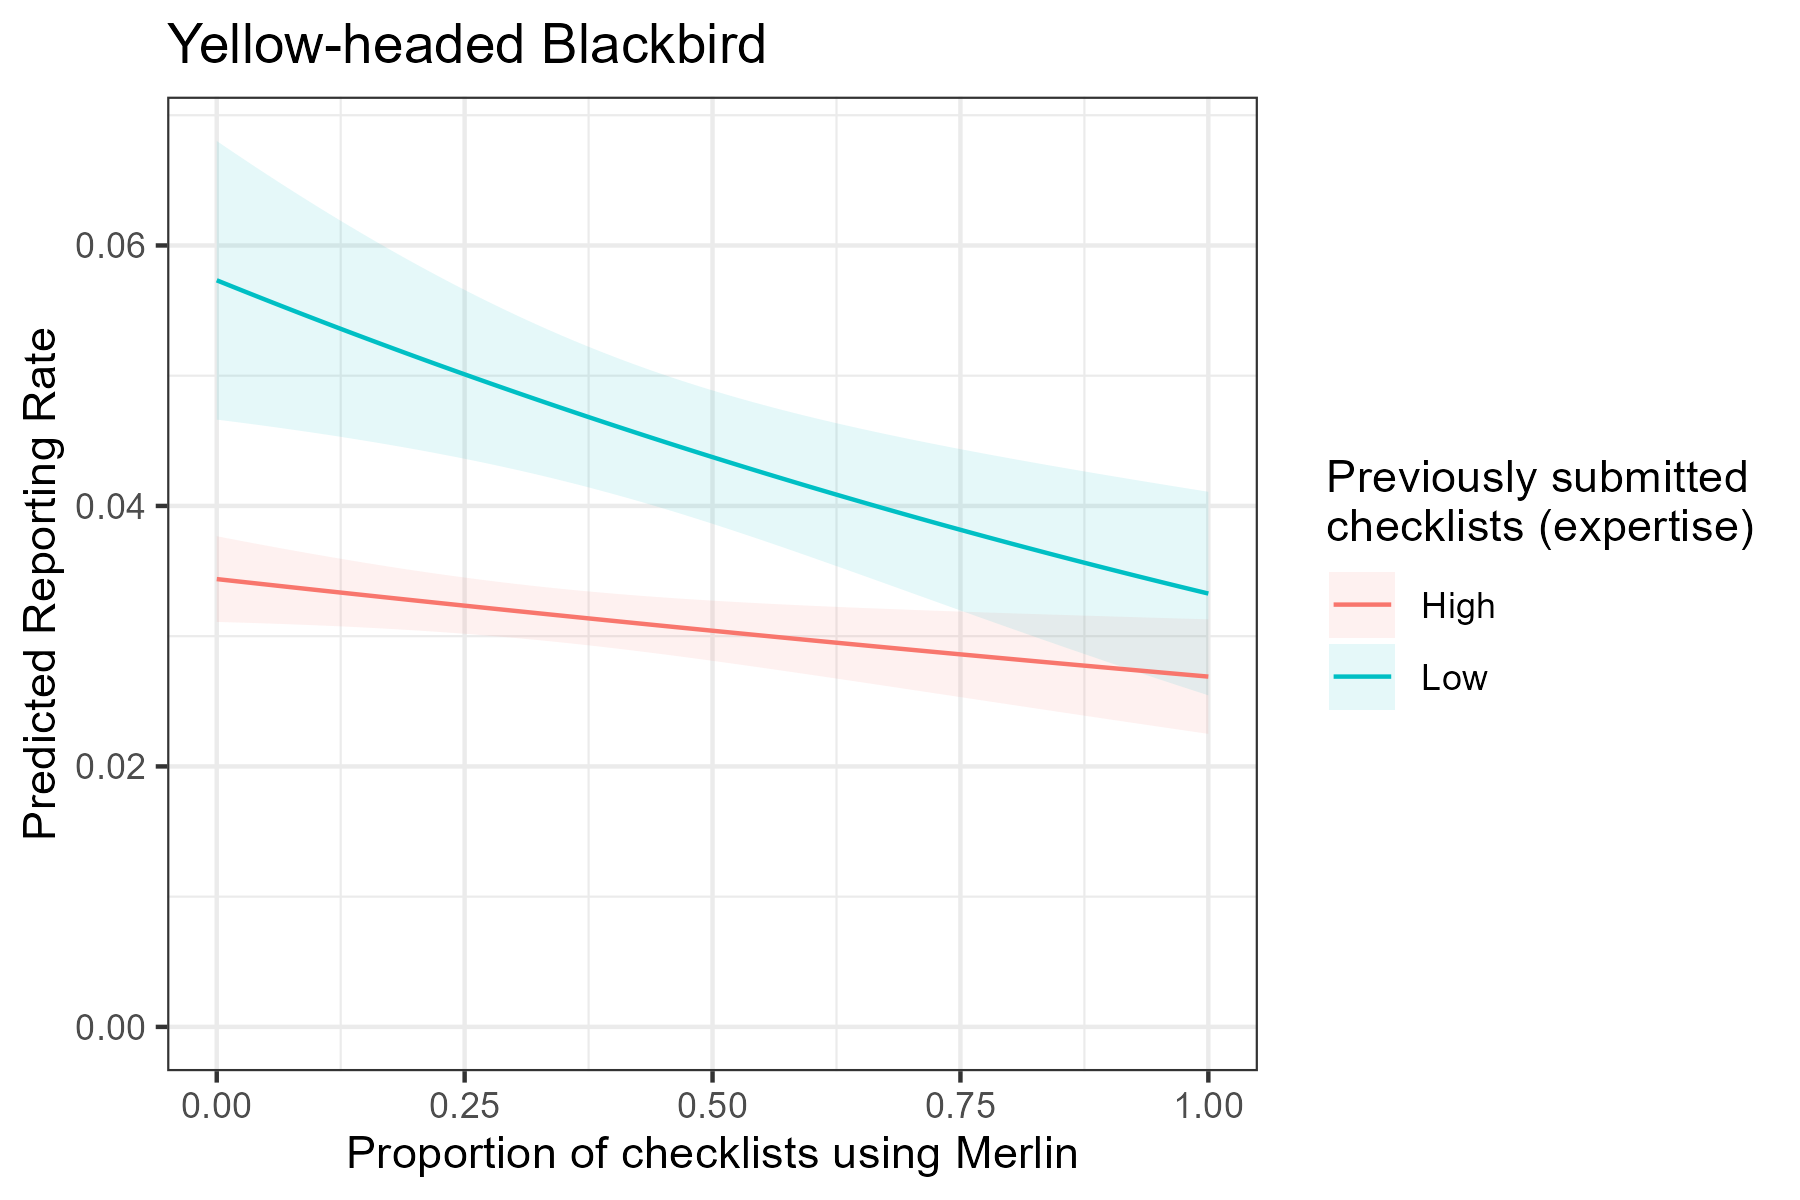 Yellow-headed Blackbird
Predicted Reporting Rate
0.06
0.04
0.02
0.00
0.00 0.25 0.50 0.75 1.00
Proportion of checklists using Merlin
Previously submitted
checklists (expertise)
High
Low